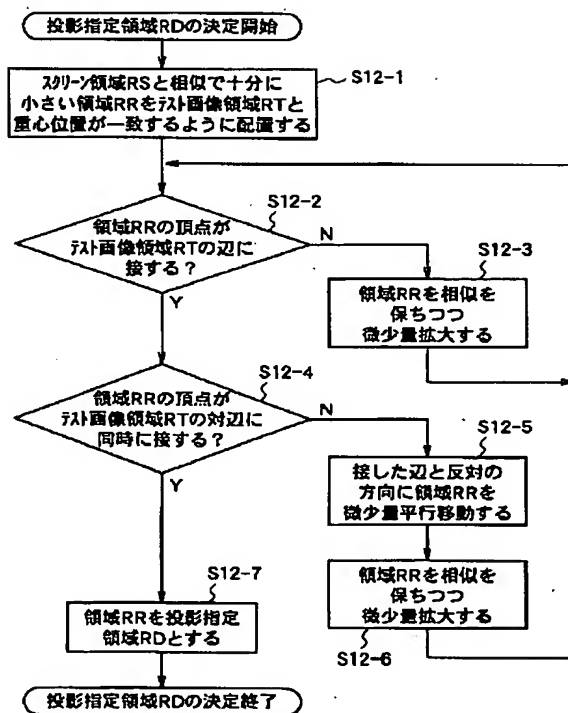 投影指定領域RDの決定開始
S12-1
スクリーン領域RSと相似で十分に
小さい領域RRをテスト画像領域RTと
重心位置が一致するように配置する
S12-2
領域RRの頂点が
テスト画像領域RTの辺に
接する?
N
Y
S12-3
領域RRを相似を
保ちつつ
微少量拡大する
S12-4
領域RRの頂点が
テスト画像領域RTの対辺に
同時に接する?
N
Y
S12-5
接した辺と反対の
方向に領域RRを
微少量平行移動する
領域RRを相似を
保ちつつ
微少量拡大する
S12-6
S12-7
領域RRを投影指定
領域RDとする
投影指定領域RDの決定終了